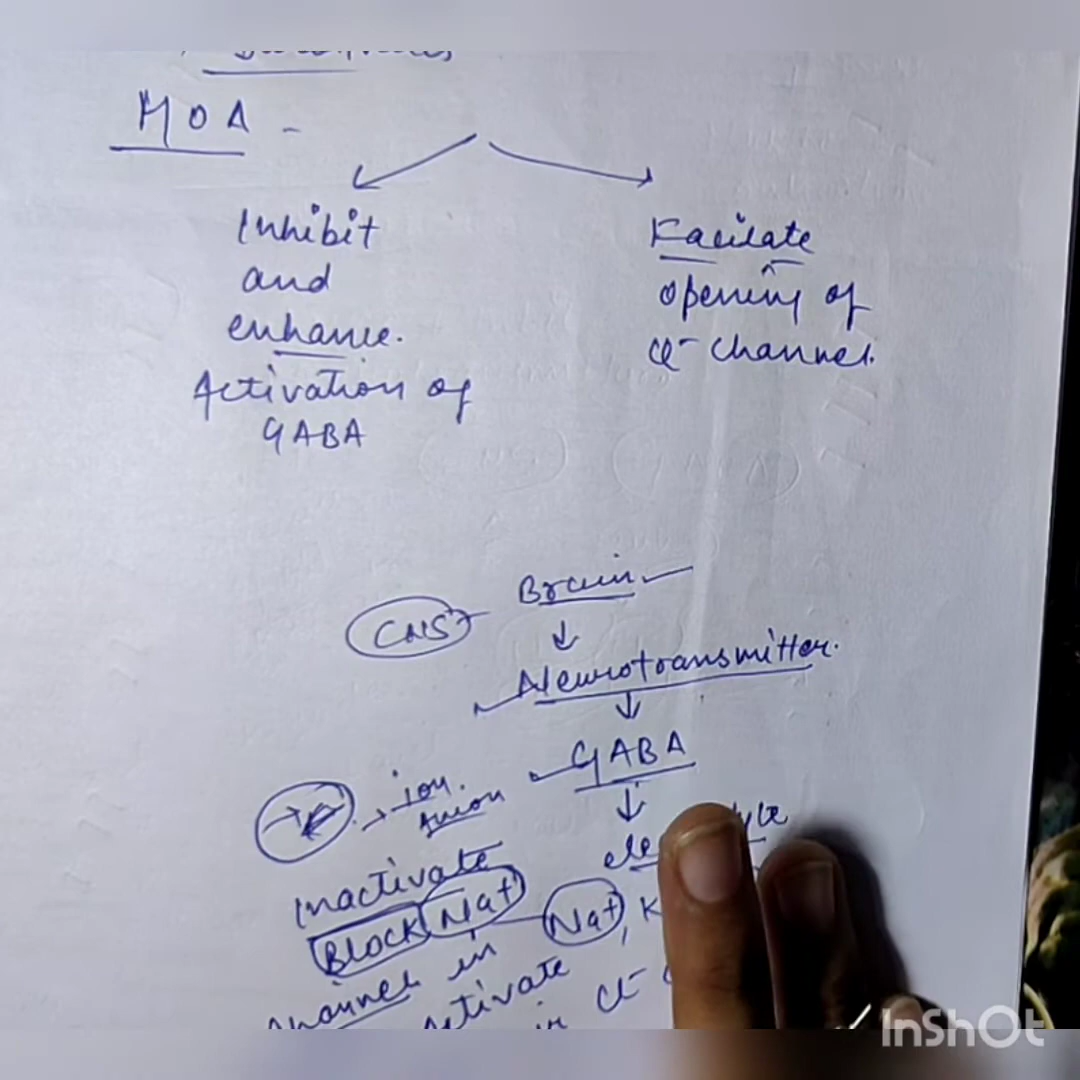 MOA -
Inhibit
and
enhance.
Activation of
GABA
Facilate
opening of
Cl- channel.
Brain
CNS
Neurotransmitter.
GABA
ion.
Anion
Inactivate
Block Na+
Na+, K
channel in
Cl-
InShOt